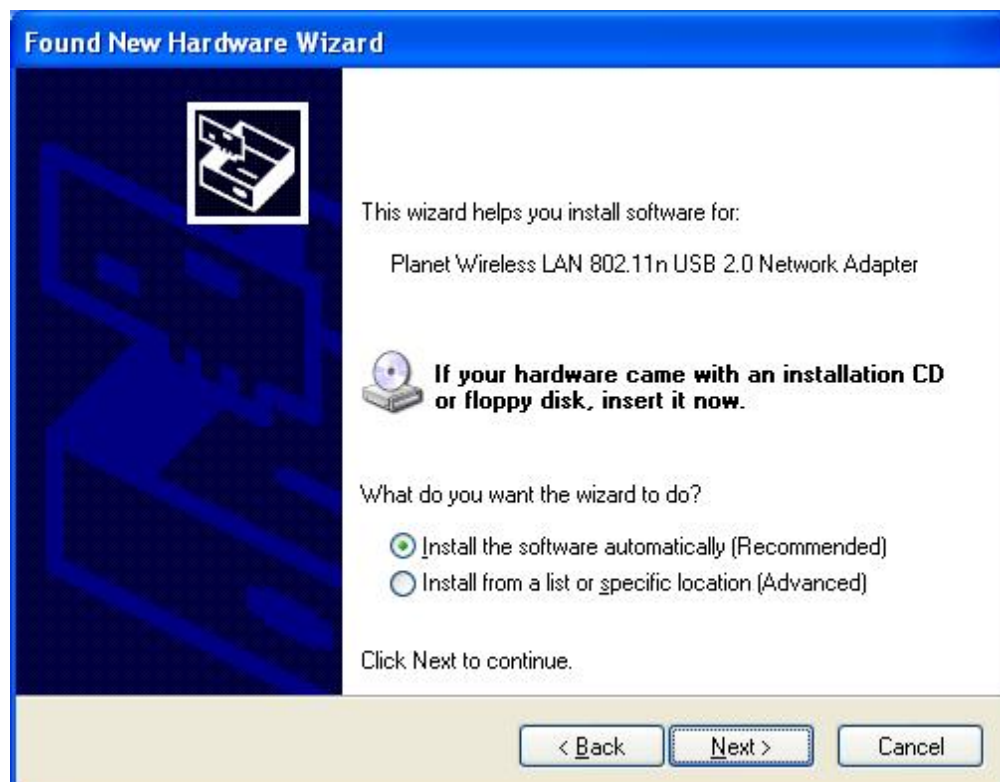 Found New Hardware Wizard
This wizard helps you install software for:
Planet Wireless LAN 802.11n USB 2.0 Network Adapter
If your hardware came with an installation CD
or floppy disk, insert it now.
What do you want the wizard to do?
Install the software automatically (Recommended)
Install from a list or specific location (Advanced)
Click Next to continue.
< Back Next > Cancel